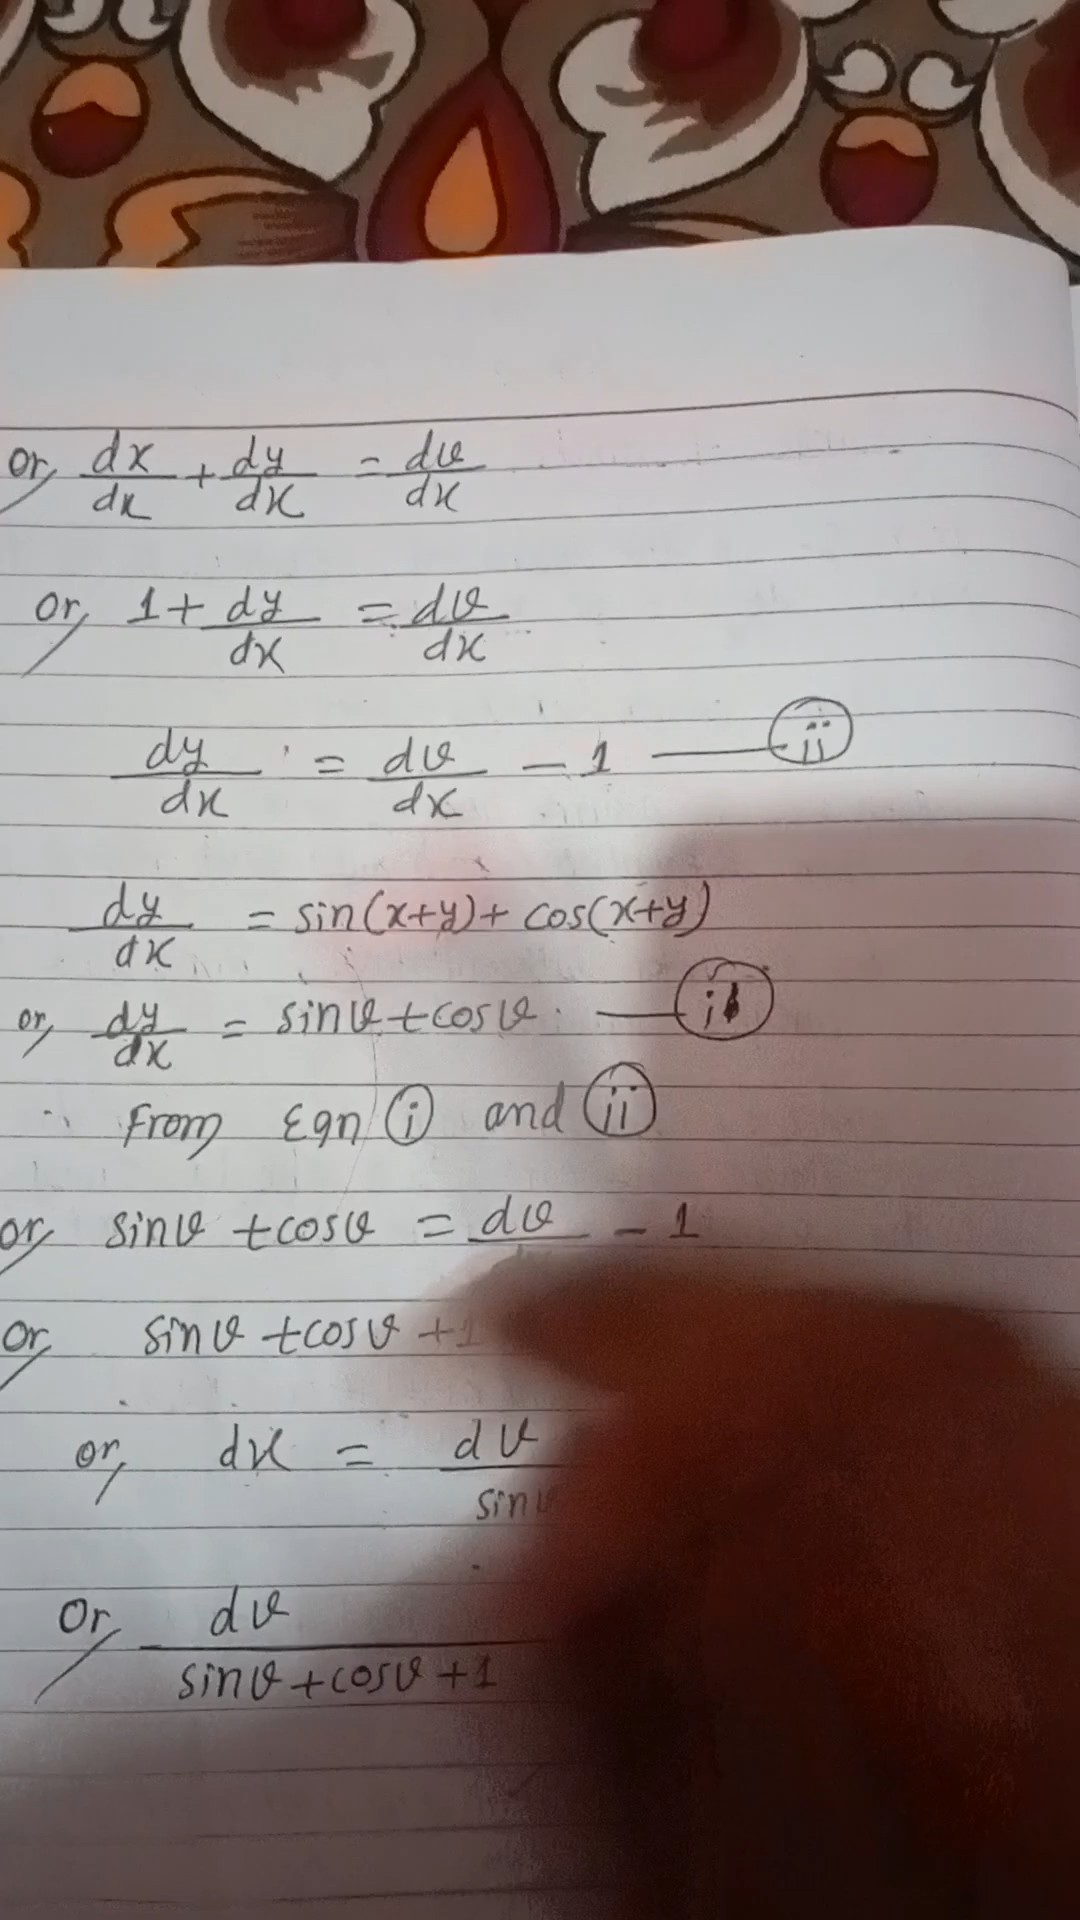 or, dx/dx + dy/dx = dv/dx
or, 1 + dy/dx = dv/dx
dy/dx = dv/dx - 1 — (ii)
dy/dx = sin(x+y) + cos(x+y)
or, dy/dx = sinv + cosv — (i)
From Eqn (i) and (ii)
or, sinv + cosv = dv - 1
or, sinv + cosv + 1
or, dx = dv/sinv
or, dv/sinv + cosv + 1